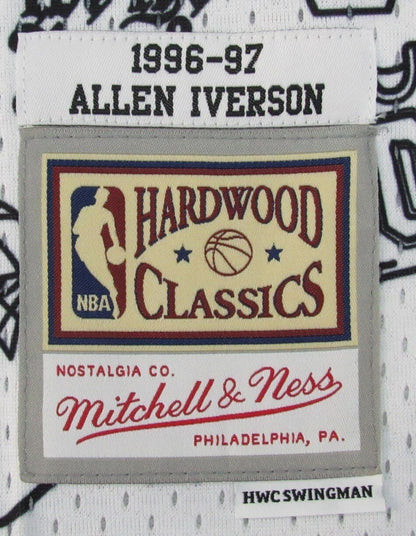 1996-97
ALLEN IVERSON
HARDWOOD
CLASSICS
NBA
NOSTALGIA CO.
Mitchell & Ness
PHILADELPHIA, PA.
HWC SWINGMAN